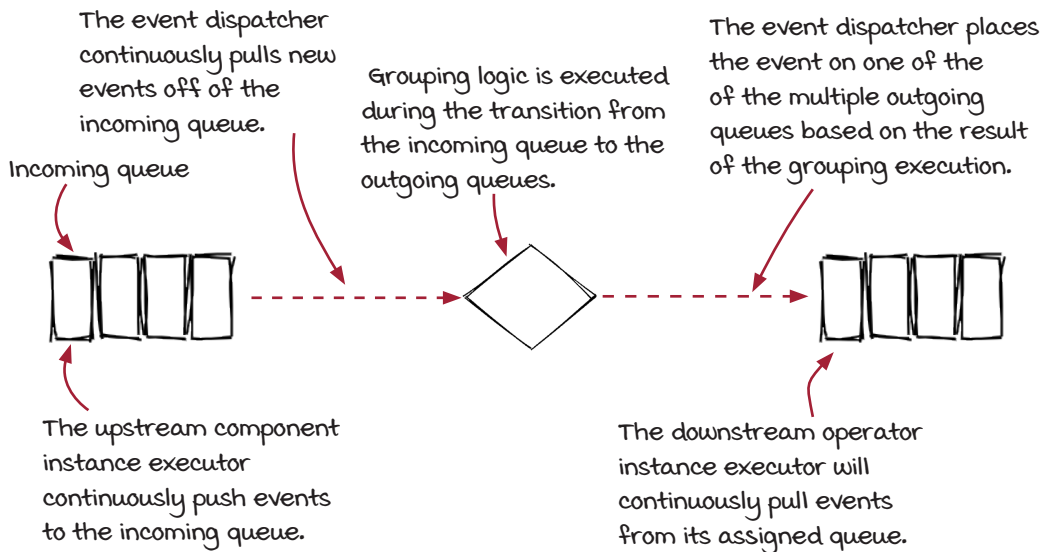 The event dispatcher
continuously pulls new
events off of the
incoming queue.
Incoming queue
Grouping logic is executed
during the transition from
the incoming queue to the
outgoing queues.
The event dispatcher places
the event on one of the
of the multiple outgoing
queues based on the result
of the grouping execution.
The upstream component
instance executor
continuously push events
to the incoming queue.
The downstream operator
instance executor will
continuously pull events
from its assigned queue.